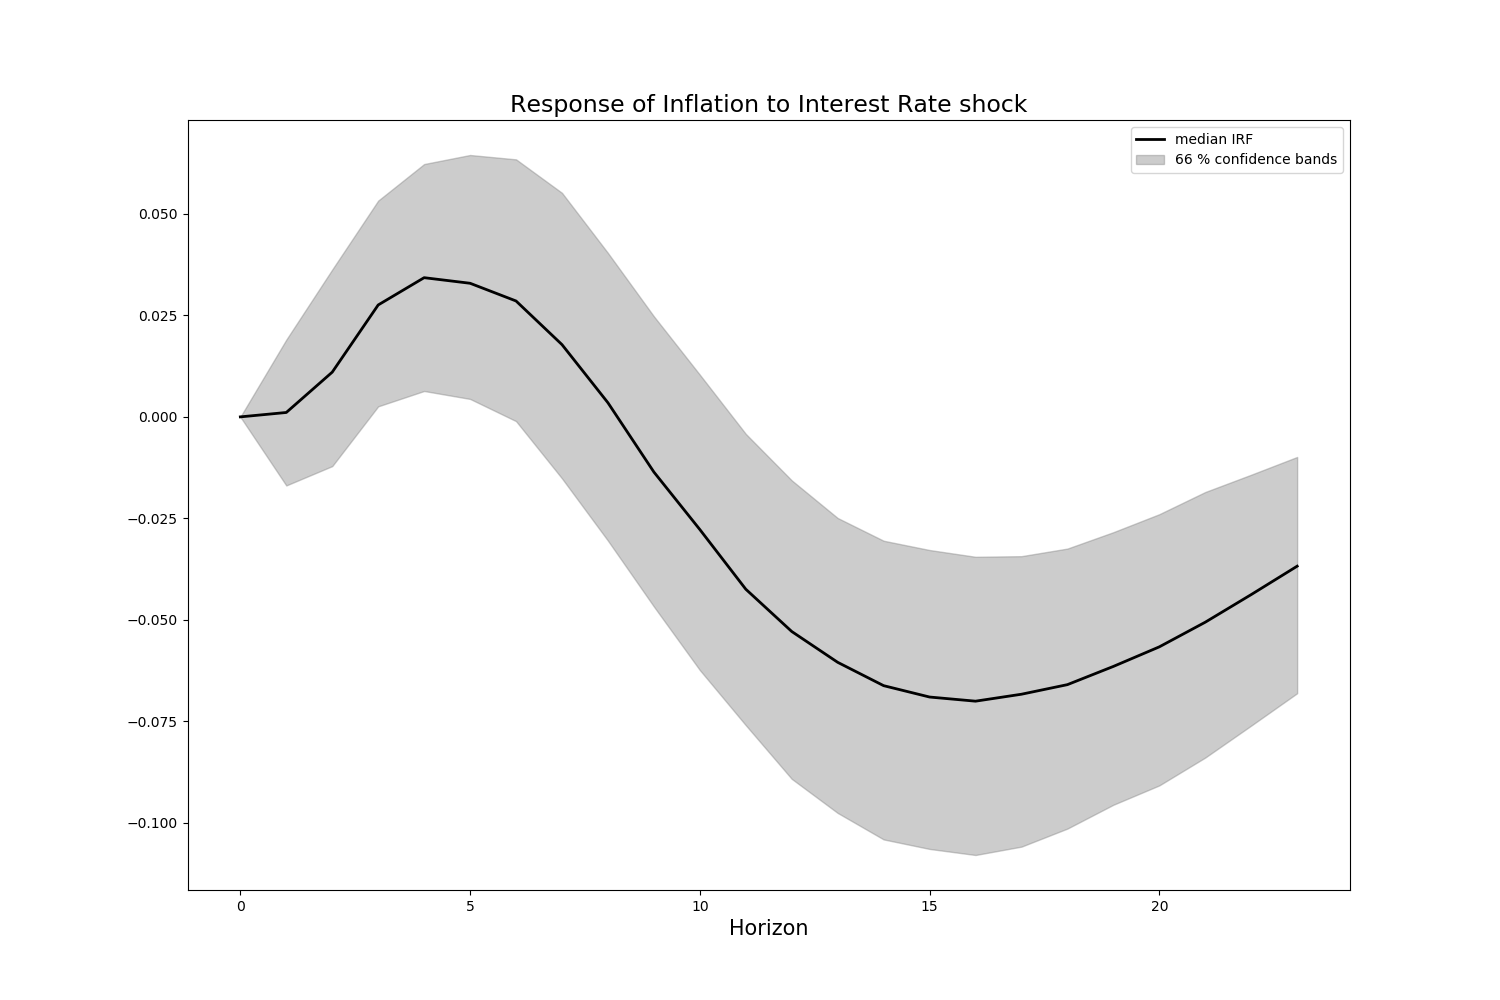 Response of Inflation to Interest Rate shock
median IRF
66 % confidence bands
0.050
0.025
0.000
−0.025
−0.050
−0.075
−0.100
0 5 10 15 20
Horizon